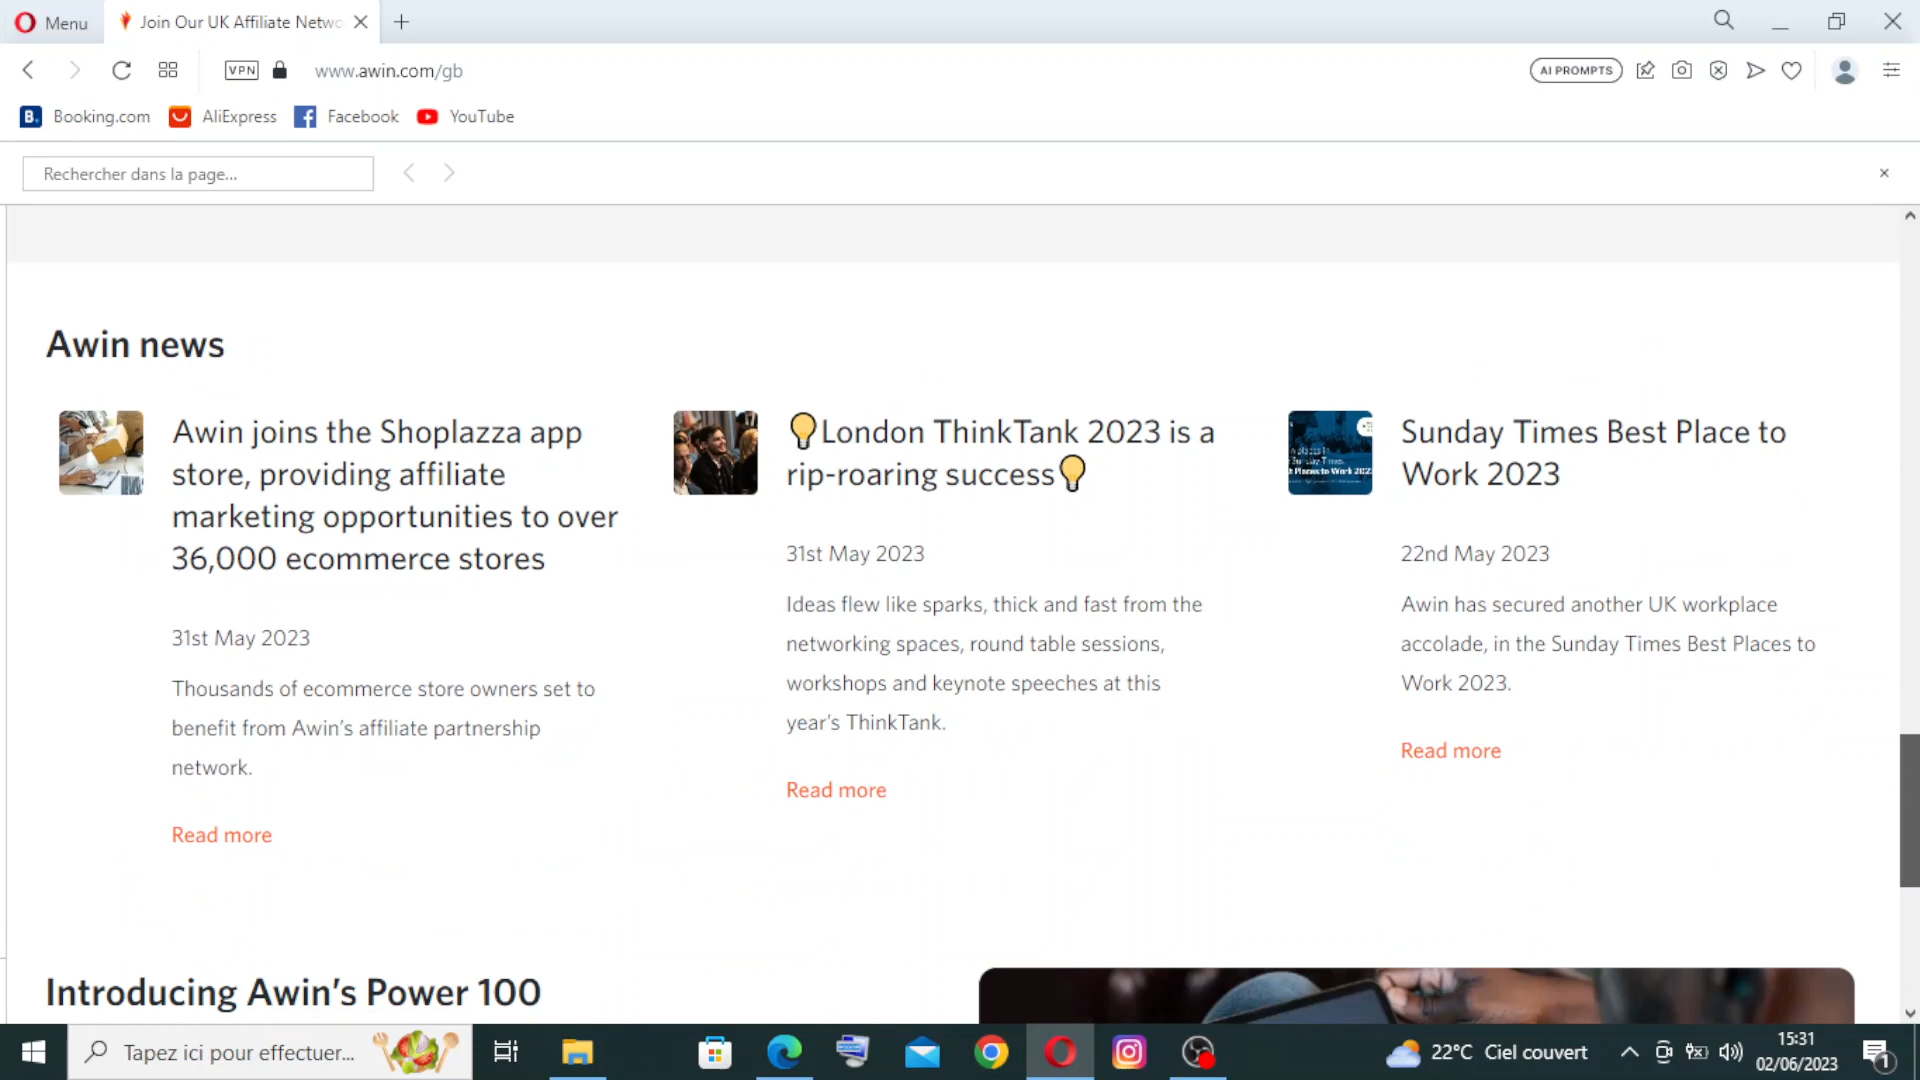 Menu
Join Our UK Affiliate Netwo
VPN
www.awin.com/gb
AI PROMPTS
B. Booking.com
AliExpress
Facebook
YouTube
Rechercher dans la page...
Awin news
Awin joins the Shoplazza app
store, providing affiliate
marketing opportunities to over
36,000 ecommerce stores
31st May 2023
Thousands of ecommerce store owners set to
benefit from Awin’s affiliate partnership
network.
Read more
💡London ThinkTank 2023 is a
rip-roaring success💡
31st May 2023
Ideas flew like sparks, thick and fast from the
networking spaces, round table sessions,
workshops and keynote speeches at this
year’s ThinkTank.
Read more
Sunday Times Best Place to
Work 2023
22nd May 2023
Awin has secured another UK workplace
accolade, in the Sunday Times Best Places to
Work 2023.
Read more
Introducing Awin’s Power 100
Tapez ici pour effectuer...
22°C Ciel couvert
15:31
02/06/2023
1